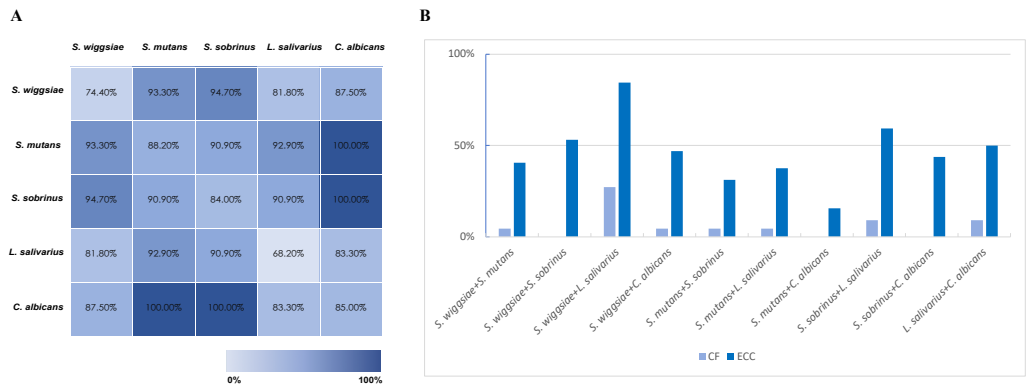 A
S. wiggsiae S. mutans S. sobrinus L. salivarius C. albicans
S. wiggsiae 74.40% 93.30% 94.70% 81.80% 87.50%
S. mutans 93.30% 88.20% 90.90% 92.90% 100.00%
S. sobrinus 94.70% 90.90% 84.00% 90.90% 100.00%
L. salivarius 81.80% 92.90% 90.90% 68.20% 83.30%
C. albicans 87.50% 100.00% 100.00% 83.30% 85.00%
0% 100%
B
100%
50%
0%
S. wiggsiae+S. mutans
S. wiggsiae+S. sobrinus
S. wiggsiae+L. salivarius
S. wiggsiae+C. albicans
S. mutans+S. sobrinus
S. mutans+L. salivarius
S. mutans+C. albicans
S. sobrinus+L. salivarius
S. sobrinus+C. albicans
L. salivarius+C. albicans
CF ECC